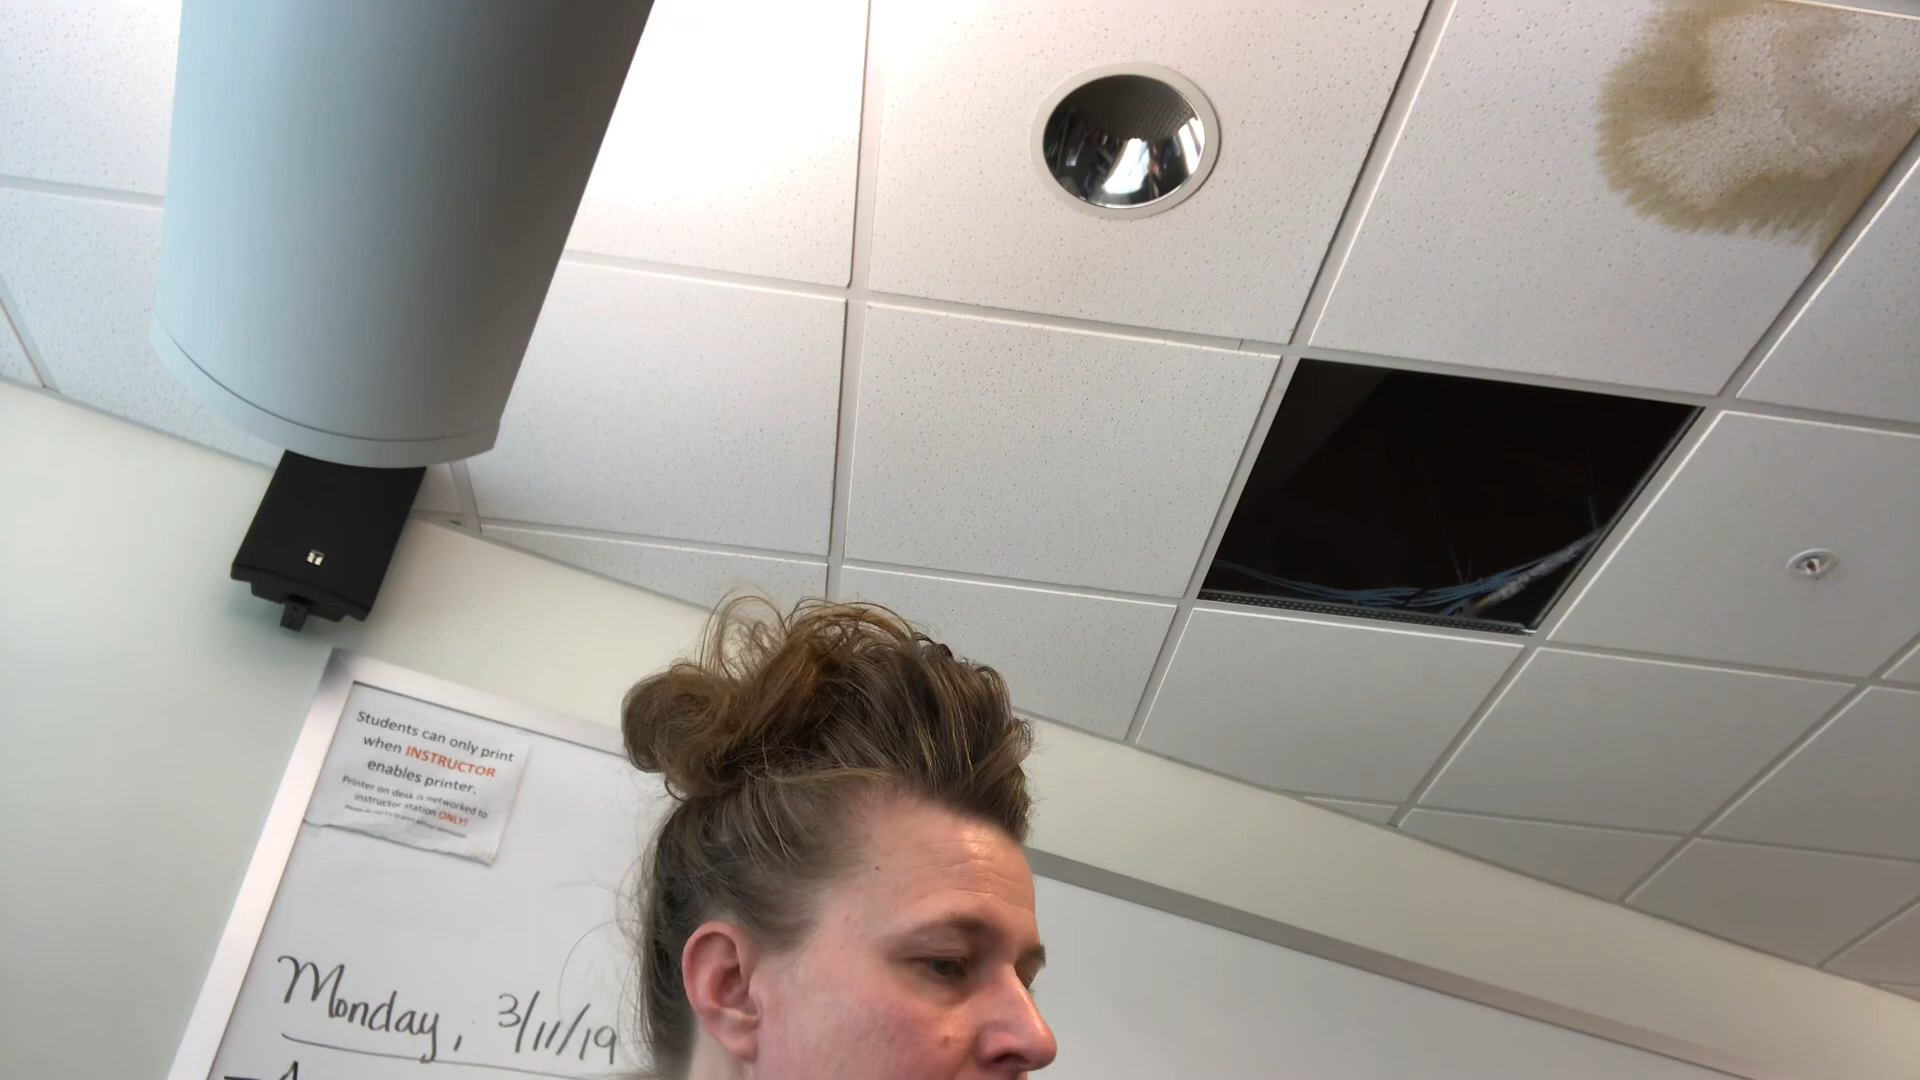 Students can only print
when INSTRUCTOR
enables printer.
Printer on desk is networked to
instructor station ONLY!
Monday, 3/11/19